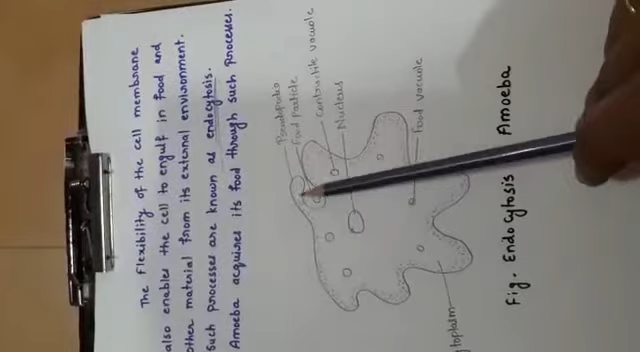 The flexibility of the cell membrane
also enables the cell to engulf in food and
other material from its external environment.
Such processes are known as endocytosis.
Amoeba acquires its food through such processes.
Pseudopodia
Food particle
Contractile vacuole
Nucleus
Food vacuole
ytoplasm
Fig. Endocytosis Amoeba